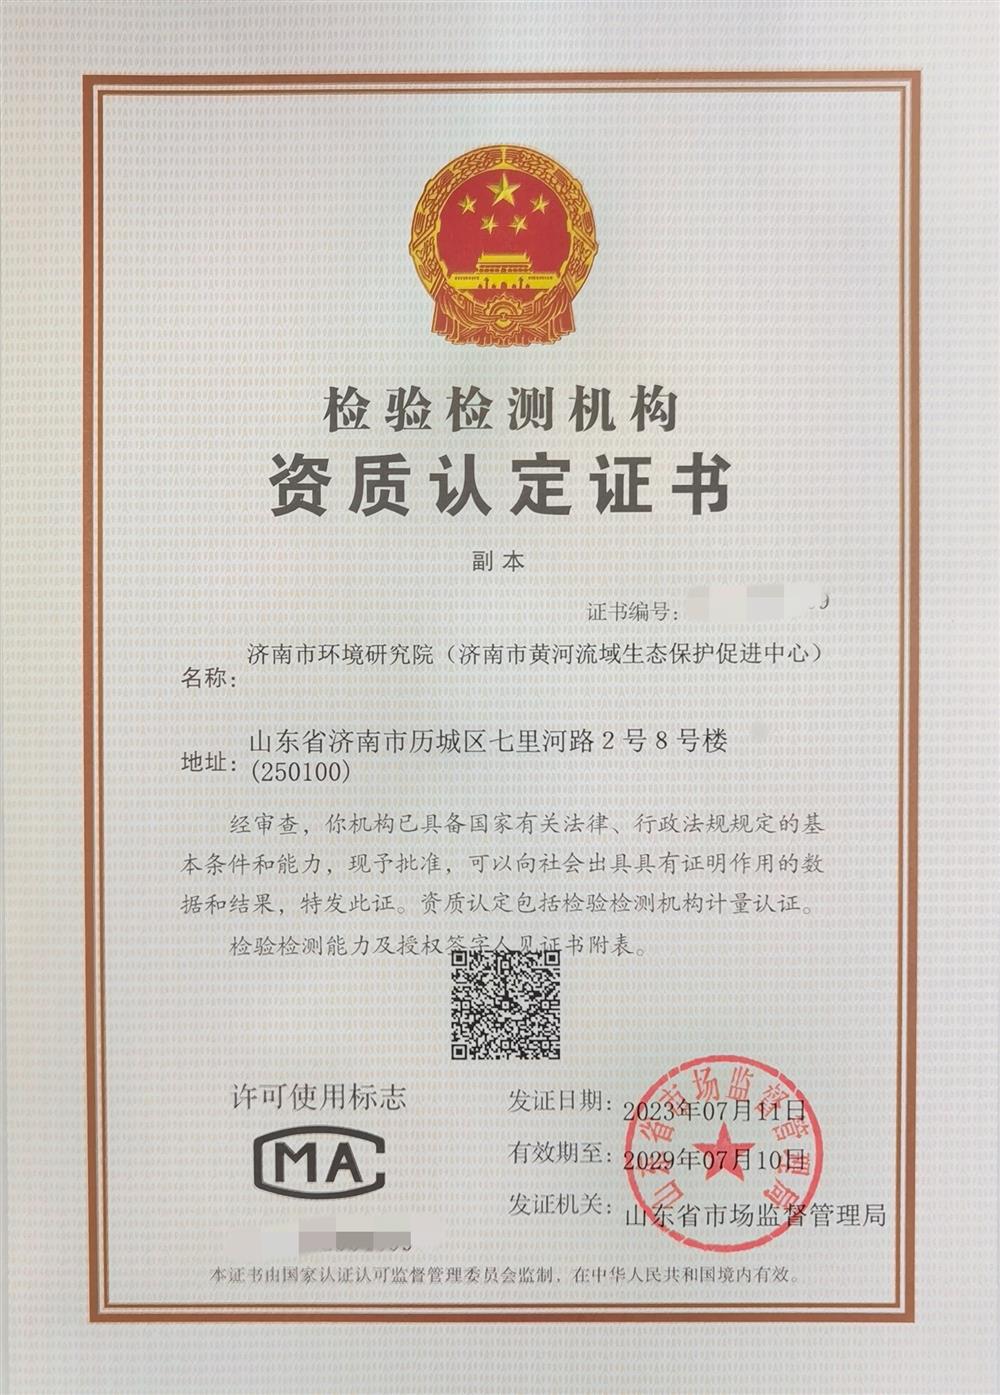 检验检测机构
资质认定证书
副本
证书编号：
名称：济南市环境研究院（济南市黄河流域生态保护促进中心）
地址：山东省济南市历城区七里河路2号8号楼
(250100)
经审查，你机构已具备国家有关法律、行政法规规定的基
本条件和能力，现予批准，可以向社会出具具有证明作用的数
据和结果，特发此证。资质认定包括检验检测机构计量认证。
检验检测能力及授权签字人见证书附表。
许可使用标志
MA
发证日期：2023年07月11日
有效期至：2029年07月10日
发证机关：山东省市场监督管理局
山东省市场监督管理局
本证书由国家认证认可监督管理委员会监制，在中华人民共和国境内有效。